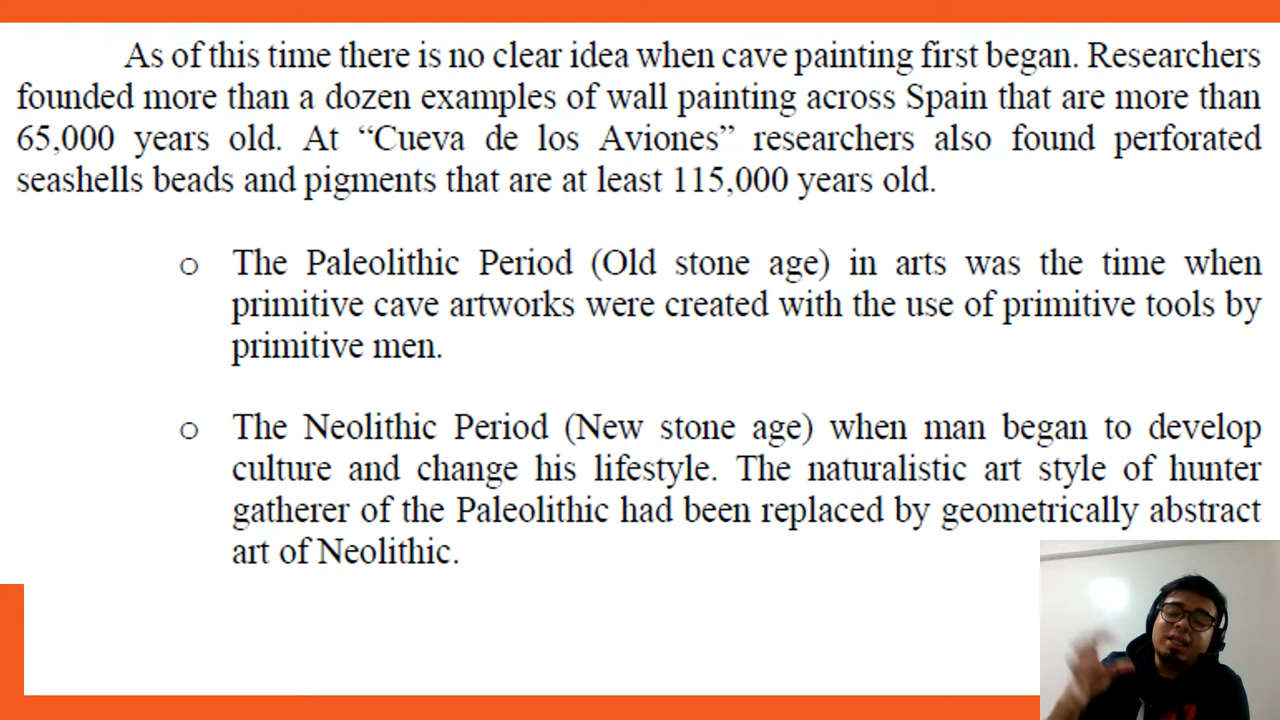 As of this time there is no clear idea when cave painting first began. Researchers
founded more than a dozen examples of wall painting across Spain that are more than
65,000 years old. At “Cueva de los Aviones” researchers also found perforated
seashells beads and pigments that are at least 115,000 years old.
o The Paleolithic Period (Old stone age) in arts was the time when
primitive cave artworks were created with the use of primitive tools by
primitive men.
o The Neolithic Period (New stone age) when man began to develop
culture and change his lifestyle. The naturalistic art style of hunter
gatherer of the Paleolithic had been replaced by geometrically abstract
art of Neolithic.